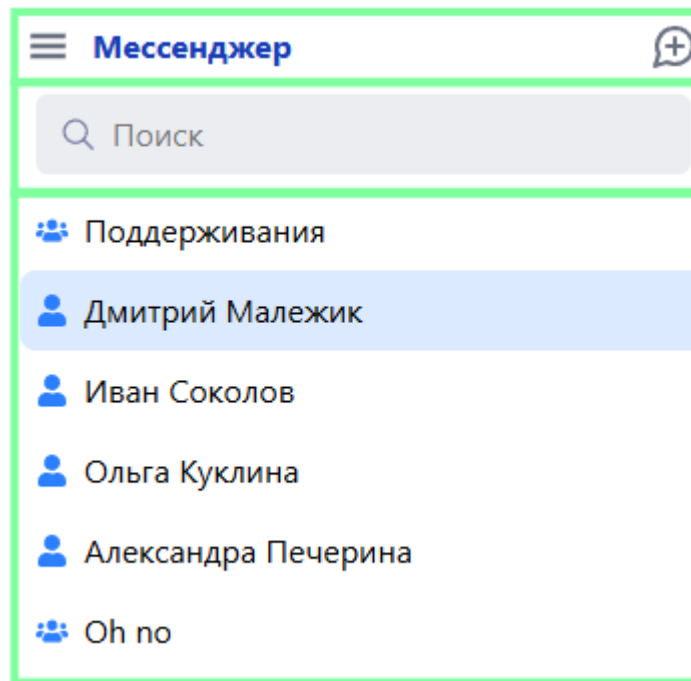 Мессенджер
Поиск
Поддерживания
Дмитрий Малежик
Иван Соколов
Ольга Куклина
Александра Печерина
Oh no